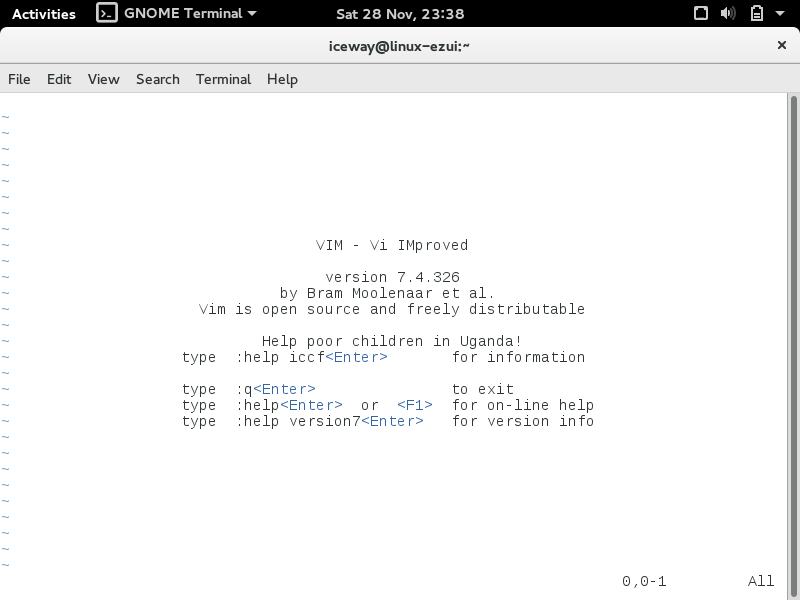 Activities GNOME Terminal Sat 28 Nov, 23:38
iceway@linux-ezui:~ ×
File Edit View Search Terminal Help
~
~
~
~
~
~
~
~
~ VIM - Vi IMproved
~
~ version 7.4.326
~ by Bram Moolenaar et al.
~ Vim is open source and freely distributable
~
~ Help poor children in Uganda!
~ type :help iccf<Enter> for information
~
~ type :q<Enter> to exit
~ type :help<Enter> or <F1> for on-line help
~ type :help version7<Enter> for version info
~
~
~
~
~
~
~
~
~
0,0-1 All